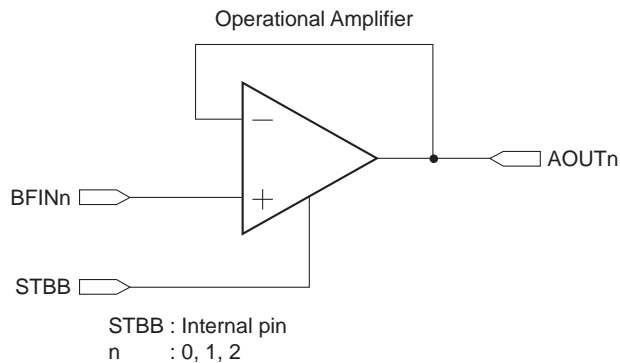 Operational Amplifier
−
AOUTn
BFINn
+
STBB
STBB : Internal pin
n : 0, 1, 2